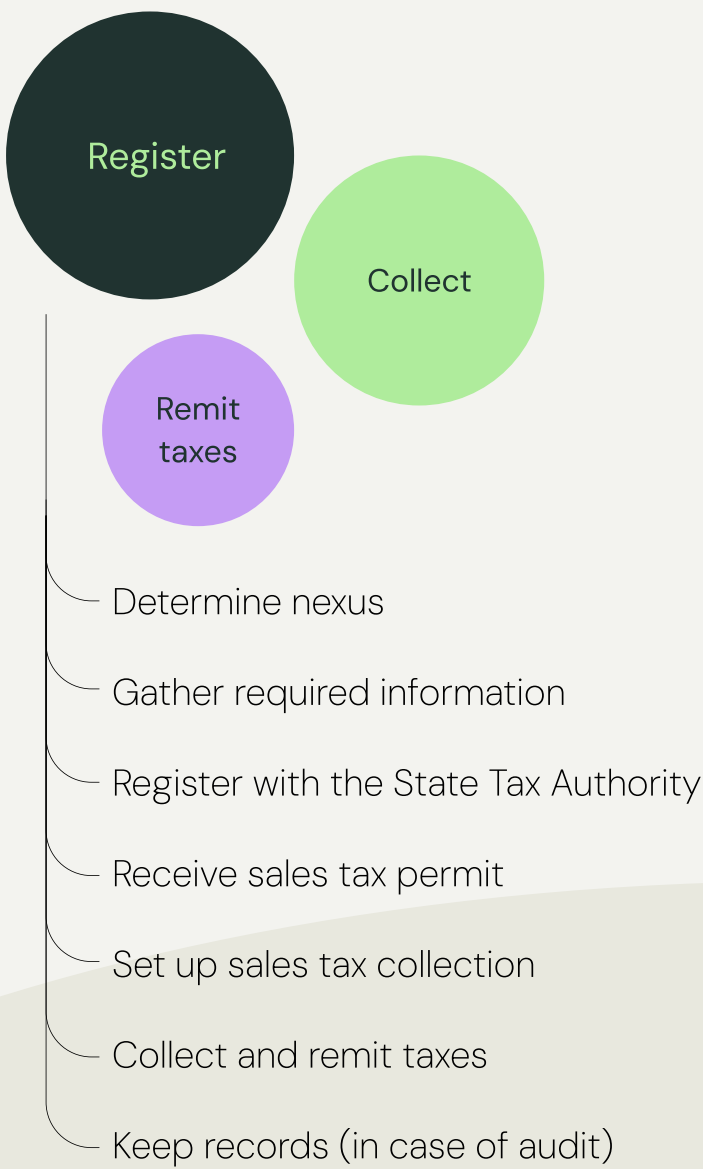 Register
Collect
Remit
taxes
Determine nexus
Gather required information
Register with the State Tax Authority
Receive sales tax permit
Set up sales tax collection
Collect and remit taxes
Keep records (in case of audit)